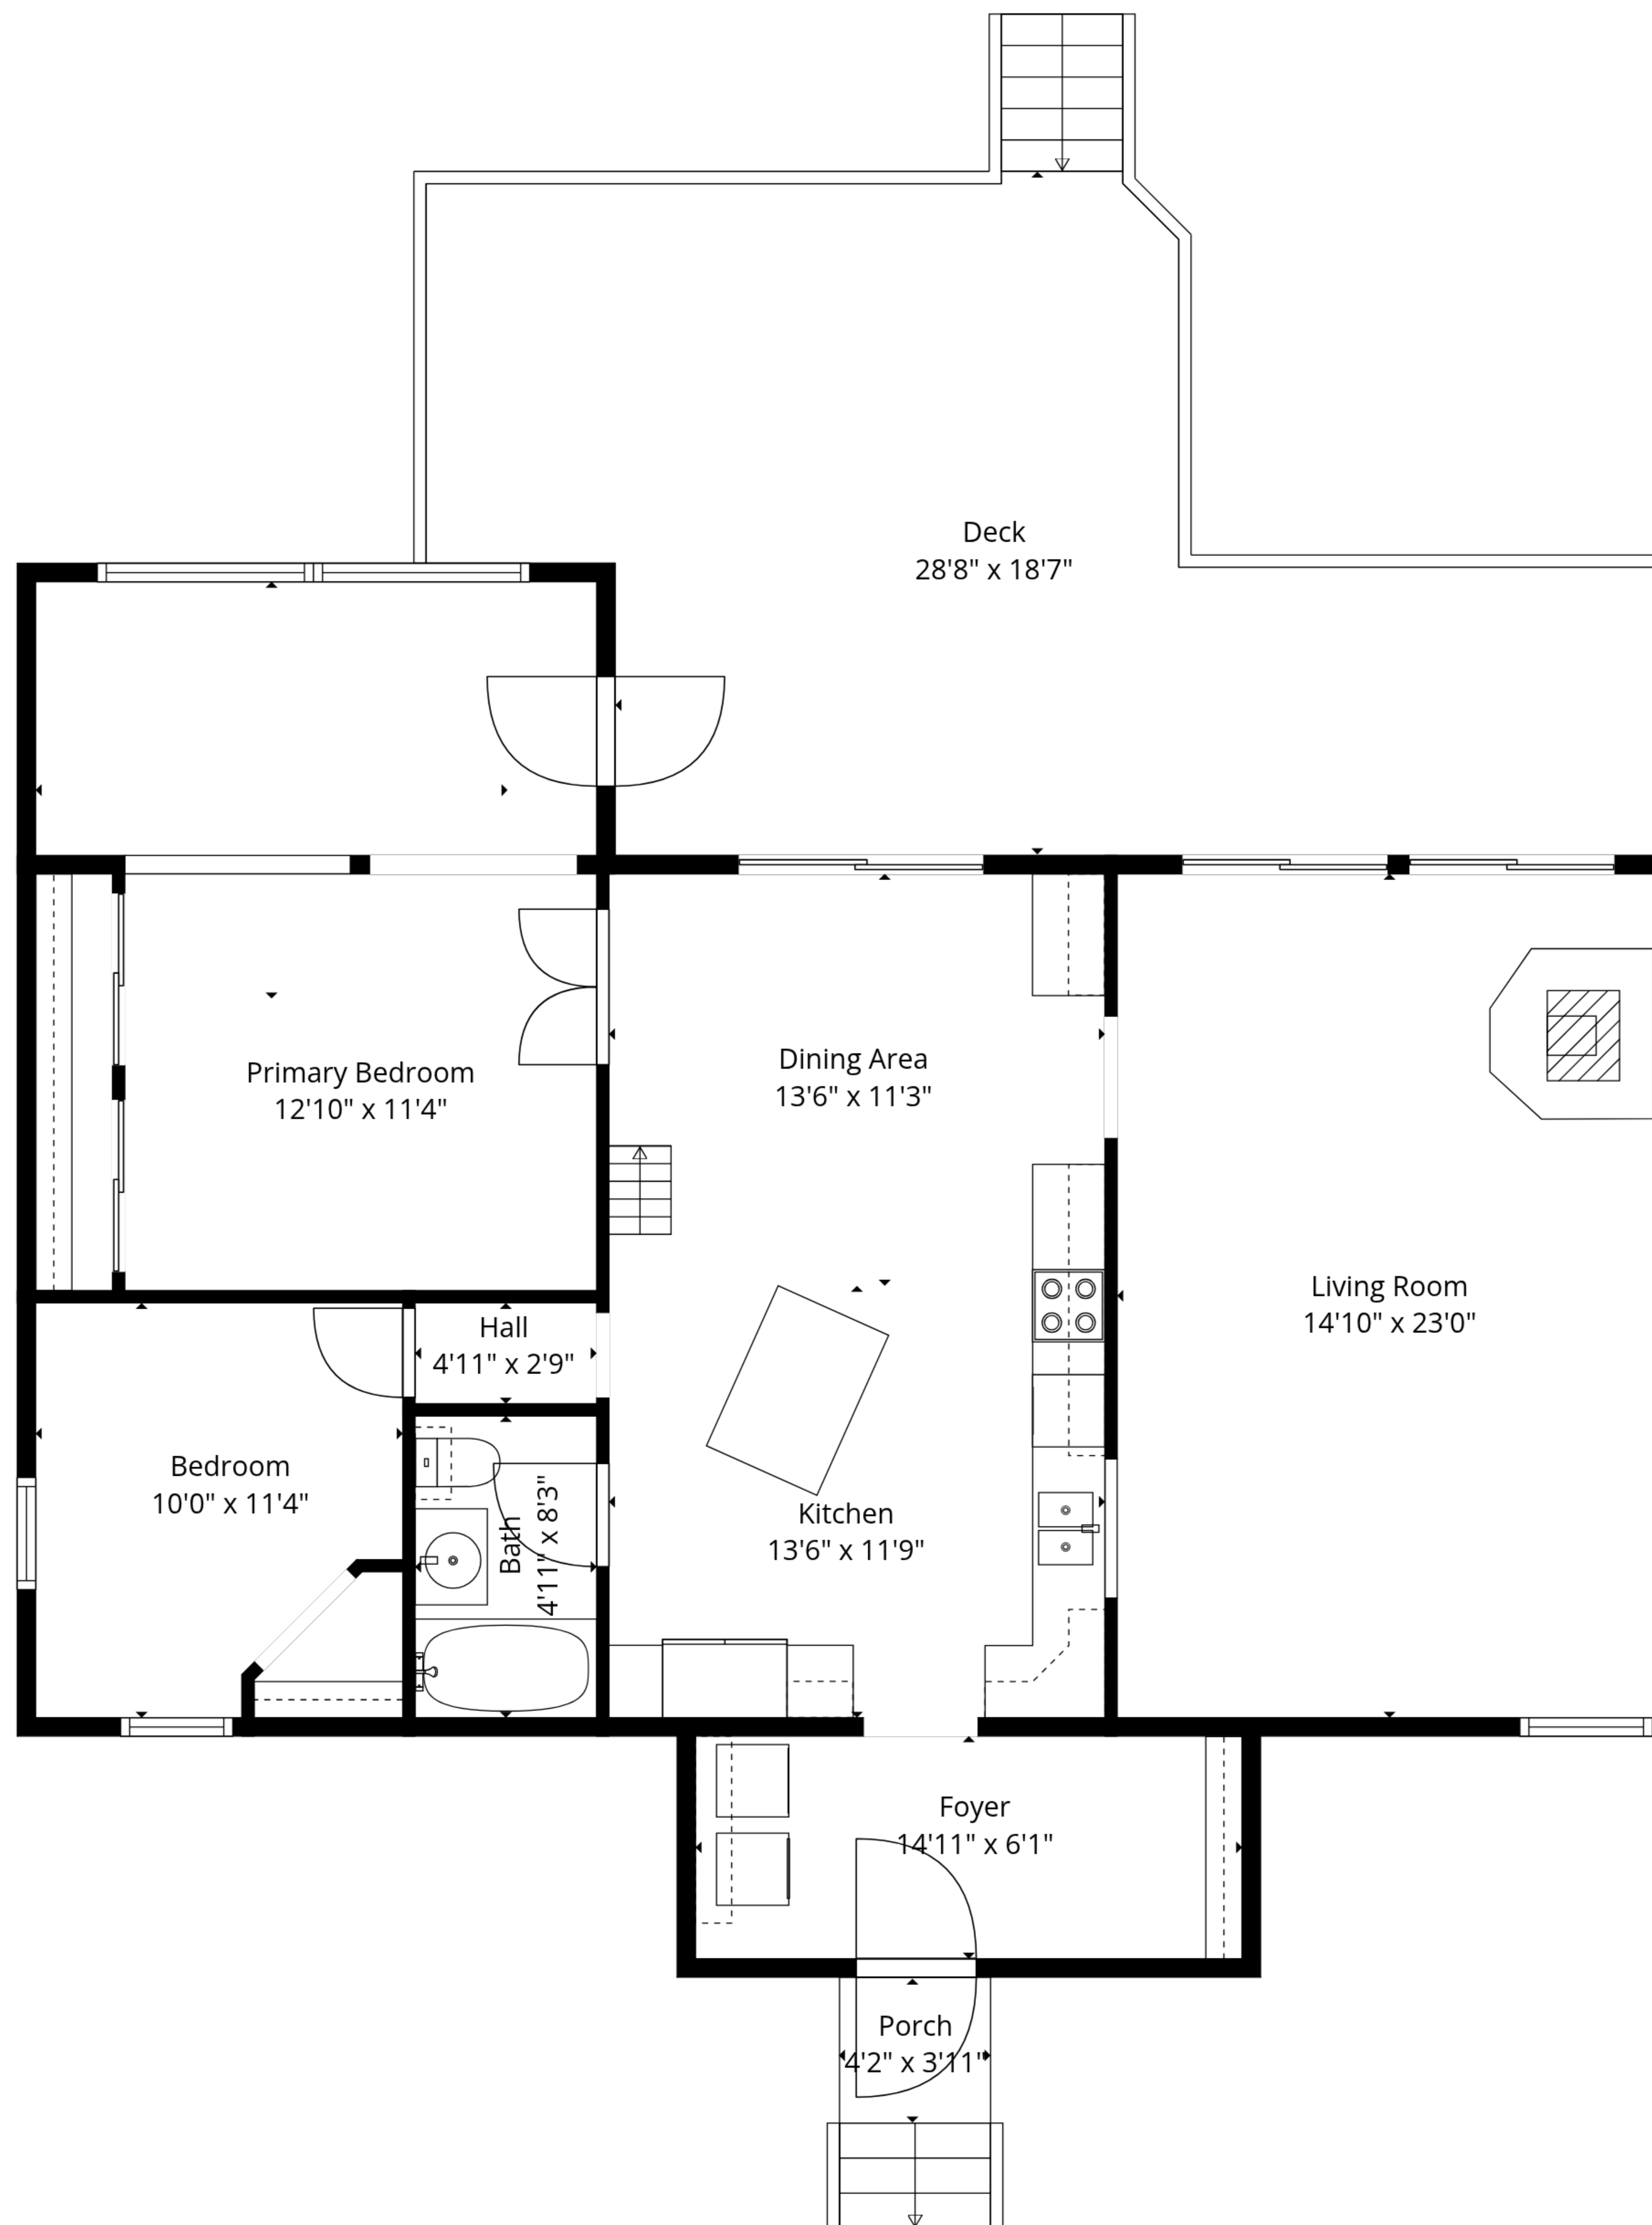 Deck
28'8" x 18'7"
Dining Area
13'6" x 11'3"
Primary Bedroom
12'10" x 11'4"
Living Room
14'10" x 23'0"
Hall
4'11" x 2'9"
Bedroom
10'0" x 11'4"
Bath
4'11" x 8'3"
Kitchen
13'6" x 11'9"
Foyer
14'11" x 6'1"
Porch
4'2" x 3'11"